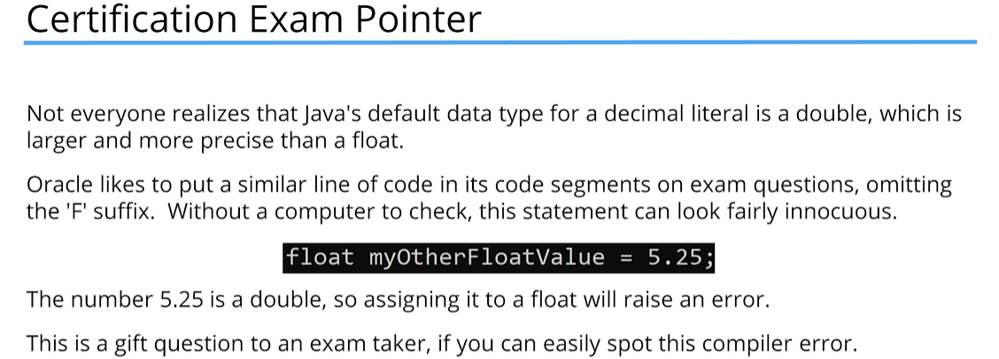 Certification Exam Pointer
Not everyone realizes that Java's default data type for a decimal literal is a double, which is
larger and more precise than a float.
Oracle likes to put a similar line of code in its code segments on exam questions, omitting
the 'F' suffix.  Without a computer to check, this statement can look fairly innocuous.
float myOtherFloatValue = 5.25;
The number 5.25 is a double, so assigning it to a float will raise an error.
This is a gift question to an exam taker, if you can easily spot this compiler error.